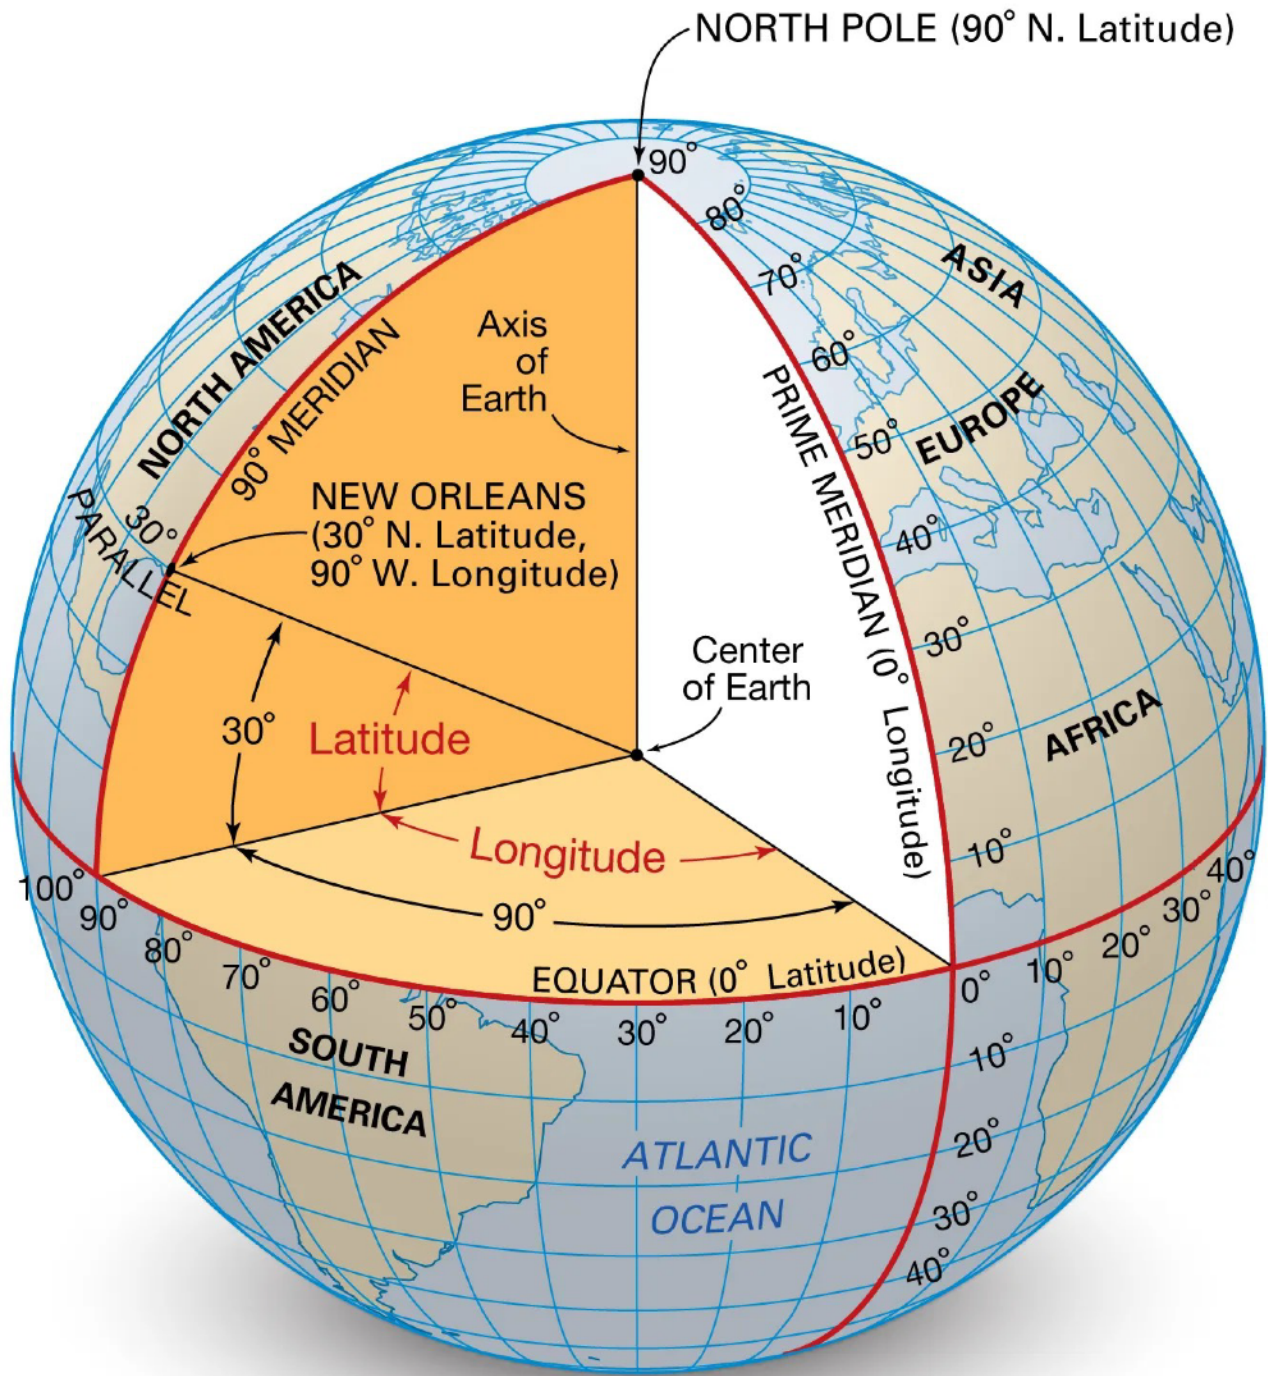 NORTH POLE (90° N. Latitude)
90°
80°
70°
60°
50°
40°
30°
20°
10°
ASIA
EUROPE
AFRICA
NORTH AMERICA
90° MERIDIAN
Axis
of
Earth
PRIME MERIDIAN (0° Longitude)
NEW ORLEANS
(30° N. Latitude,
90° W. Longitude)
30°
PARALLEL
Center
of Earth
30°
Latitude
Longitude
90°
EQUATOR (0° Latitude)
100°
90°
80°
70°
60°
50°
40°
30°
20°
10°
0°
10°
20°
30°
40°
10°
20°
30°
40°
SOUTH
AMERICA
ATLANTIC
OCEAN